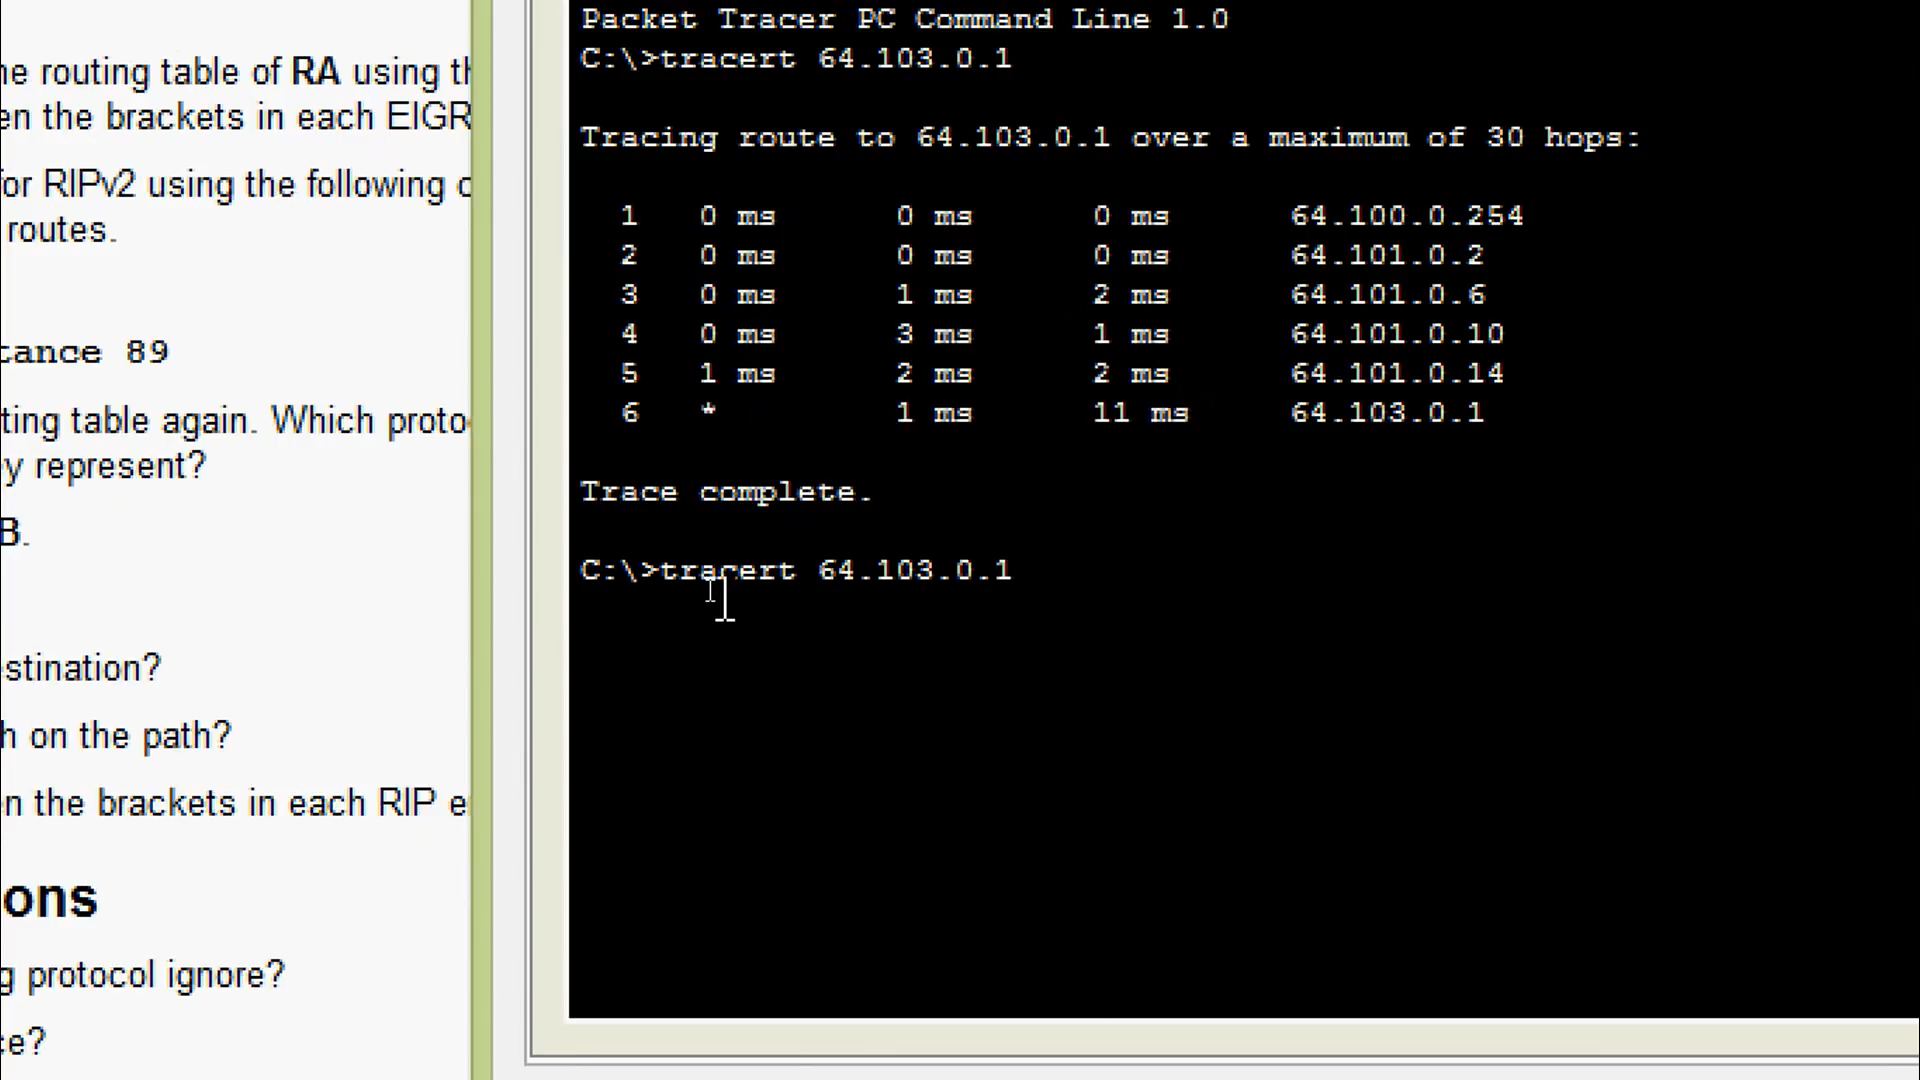 ne routing table of RA using th
en the brackets in each EIGR
for RIPv2 using the following c
routes.
tance 89
ting table again. Which proto
y represent?
B.
stination?
h on the path?
n the brackets in each RIP e
ons
g protocol ignore?
ce?
Packet Tracer PC Command Line 1.0
C:\>tracert 64.103.0.1
Tracing route to 64.103.0.1 over a maximum of 30 hops:
1 0 ms 0 ms 0 ms 64.100.0.254
2 0 ms 0 ms 0 ms 64.101.0.2
3 0 ms 1 ms 2 ms 64.101.0.6
4 0 ms 3 ms 1 ms 64.101.0.10
5 1 ms 2 ms 2 ms 64.101.0.14
6 * 1 ms 11 ms 64.103.0.1
Trace complete.
C:\>tracert 64.103.0.1